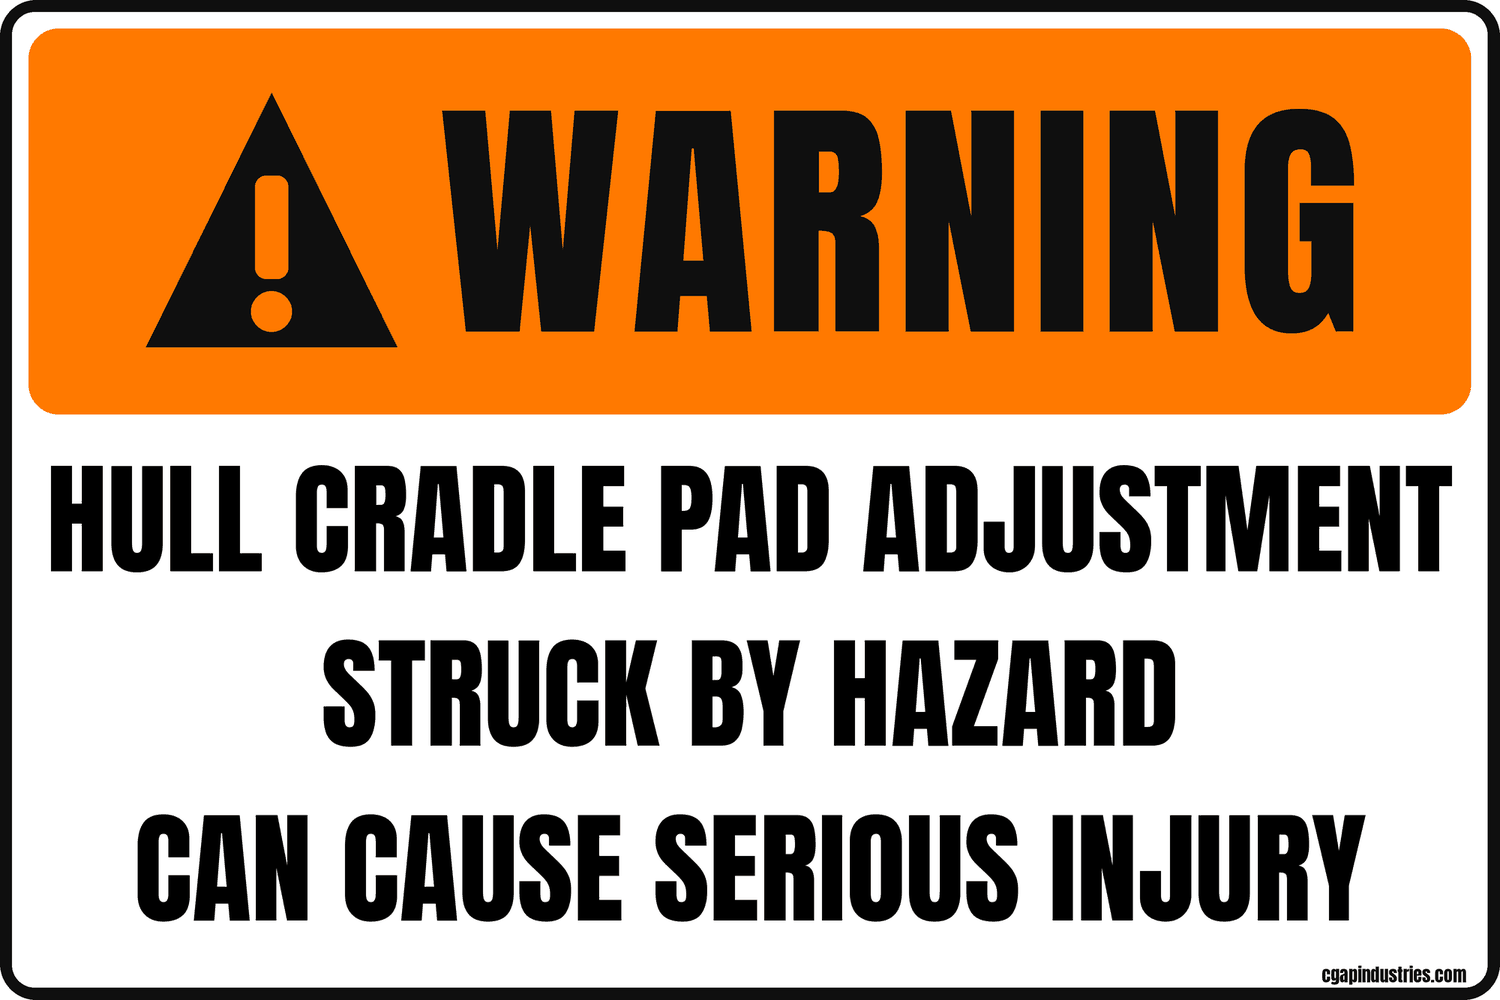 WARNING
HULL CRADLE PAD ADJUSTMENT
STRUCK BY HAZARD
CAN CAUSE SERIOUS INJURY
cgapindustries.com